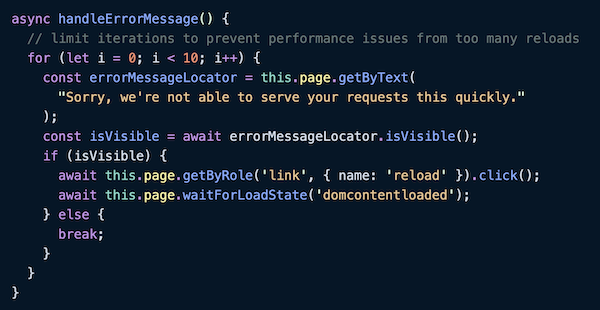 async handleErrorMessage() {
  // limit iterations to prevent performance issues from too many reloads
  for (let i = 0; i < 10; i++) {
    const errorMessageLocator = this.page.getByText(
      "Sorry, we're not able to serve your requests this quickly."
    );
    const isVisible = await errorMessageLocator.isVisible();
    if (isVisible) {
      await this.page.getByRole('link', { name: 'reload' }).click();
      await this.page.waitForLoadState('domcontentloaded');
    } else {
      break;
    }
  }
}